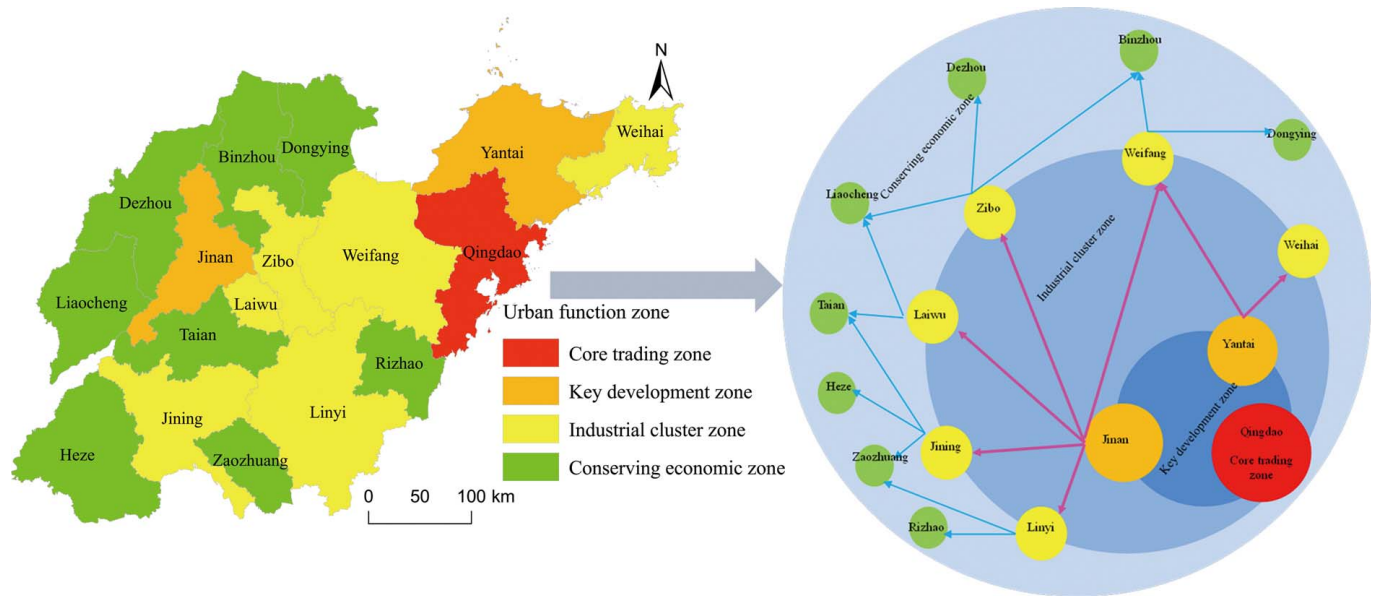 N
Weihai
Yantai
Dongying
Binzhou
Dezhou
Qingdao
Weifang
Jinan
Zibo
Liaocheng
Laiwu
Taian
Rizhao
Linyi
Jining
Heze
Zaozhuang
Urban function zone
Core trading zone
Key development zone
Industrial cluster zone
Conserving economic zone
0 50 100 km
Binzhou
Dezhou
Dongying
Conserving economic zone
Weifang
Liaocheng
Zibo
Industrial cluster zone
Weihai
Taian
Laiwu
Yantai
Heze
Key development zone
Jinan
Qingdao
Core trading
zone
Jining
Zaozhuang
Rizhao
Linyi